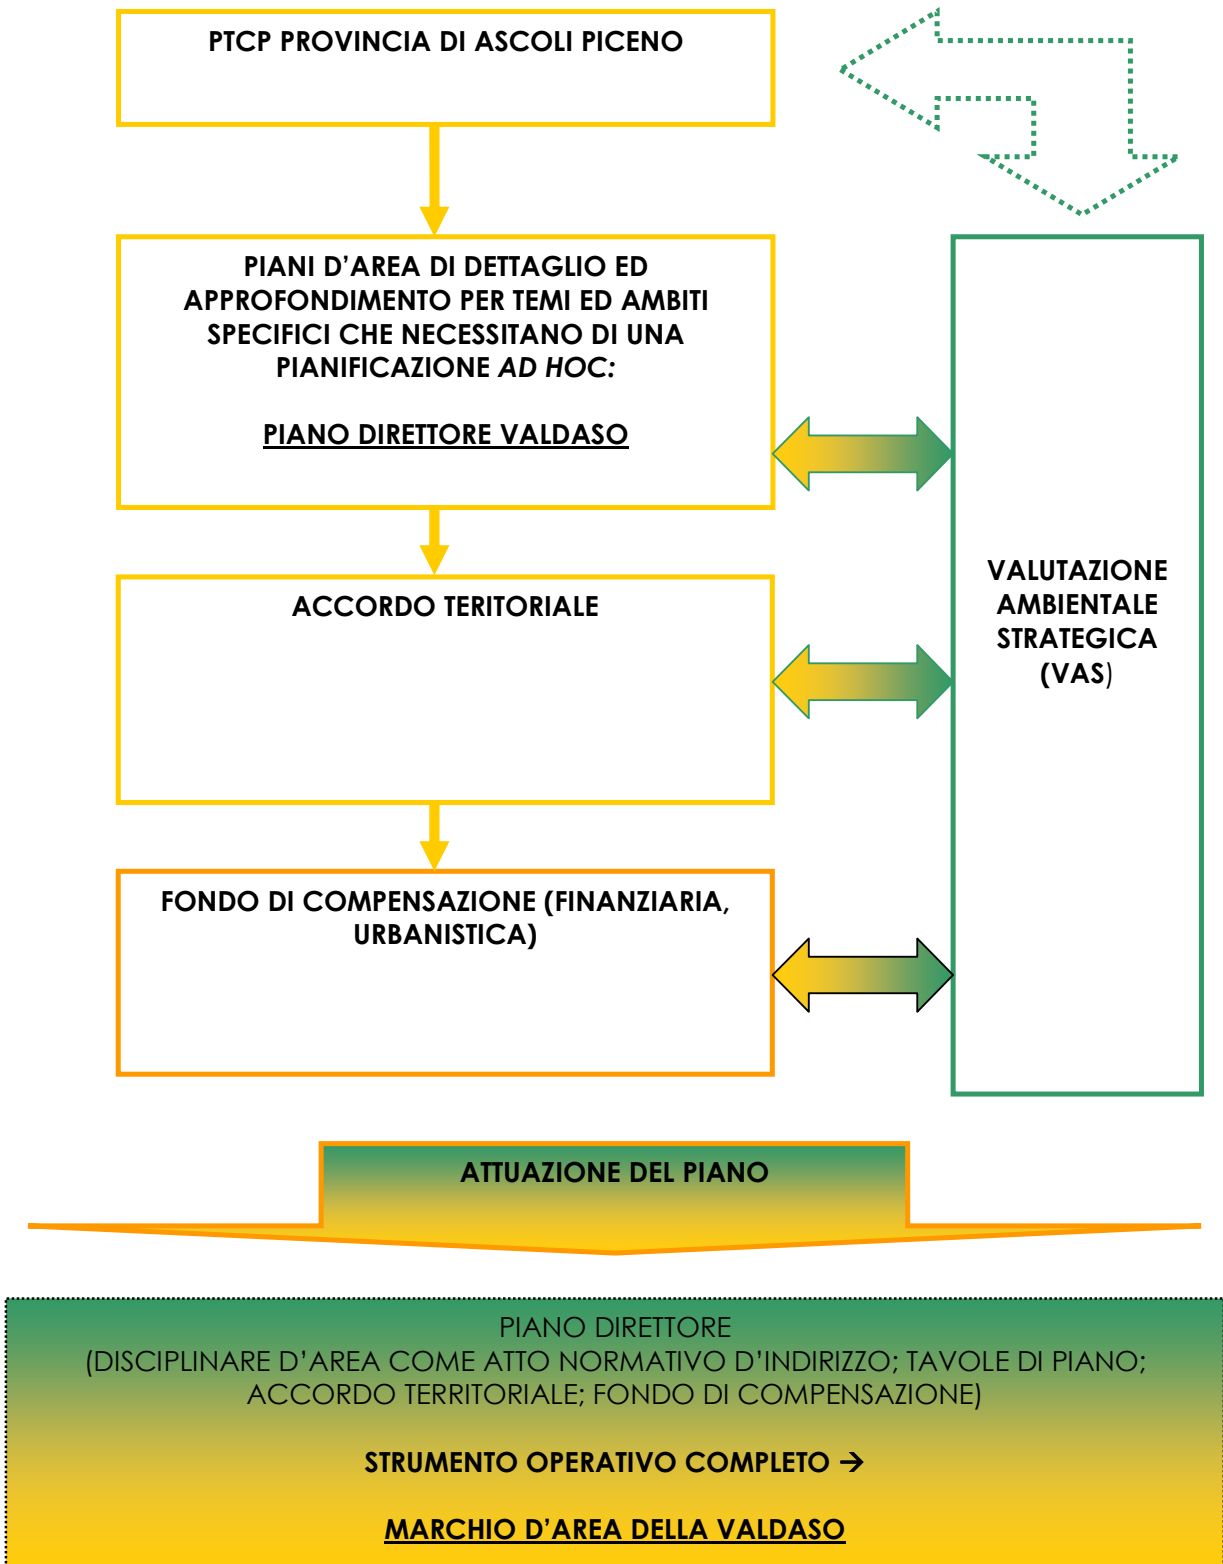 PTCP PROVINCIA DI ASCOLI PICENO
PIANI D’AREA DI DETTAGLIO ED
APPROFONDIMENTO PER TEMI ED AMBITI
SPECIFICI CHE NECESSITANO DI UNA
PIANIFICAZIONE AD HOC:
PIANO DIRETTORE VALDASO
ACCORDO TERITORIALE
VALUTAZIONE
AMBIENTALE
STRATEGICA
(VAS)
FONDO DI COMPENSAZIONE (FINANZIARIA,
URBANISTICA)
ATTUAZIONE DEL PIANO
PIANO DIRETTORE
(DISCIPLINARE D’AREA COME ATTO NORMATIVO D’INDIRIZZO; TAVOLE DI PIANO;
ACCORDO TERRITORIALE; FONDO DI COMPENSAZIONE)
STRUMENTO OPERATIVO COMPLETO →
MARCHIO D’AREA DELLA VALDASO